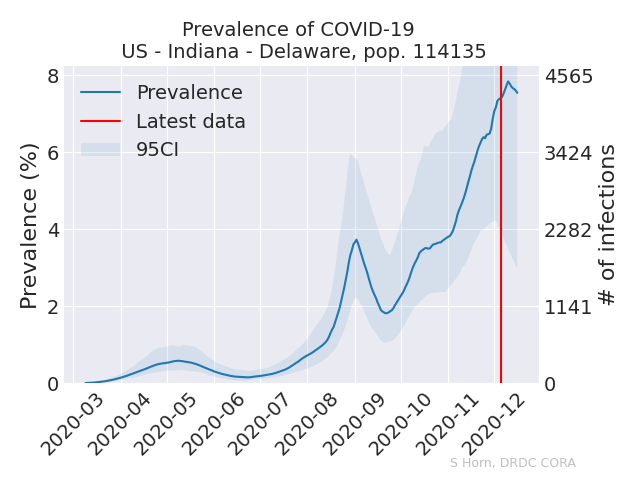 Prevalence of COVID-19
US - Indiana - Delaware, pop. 114135
Prevalence (%)
8
6
4
2
0
Prevalence
Latest data
95CI
4565
3424
2282
1141
0
# of infections
2020-03
2020-04
2020-05
2020-06
2020-07
2020-08
2020-09
2020-10
2020-11
2020-12
S Horn, DRDC CORA